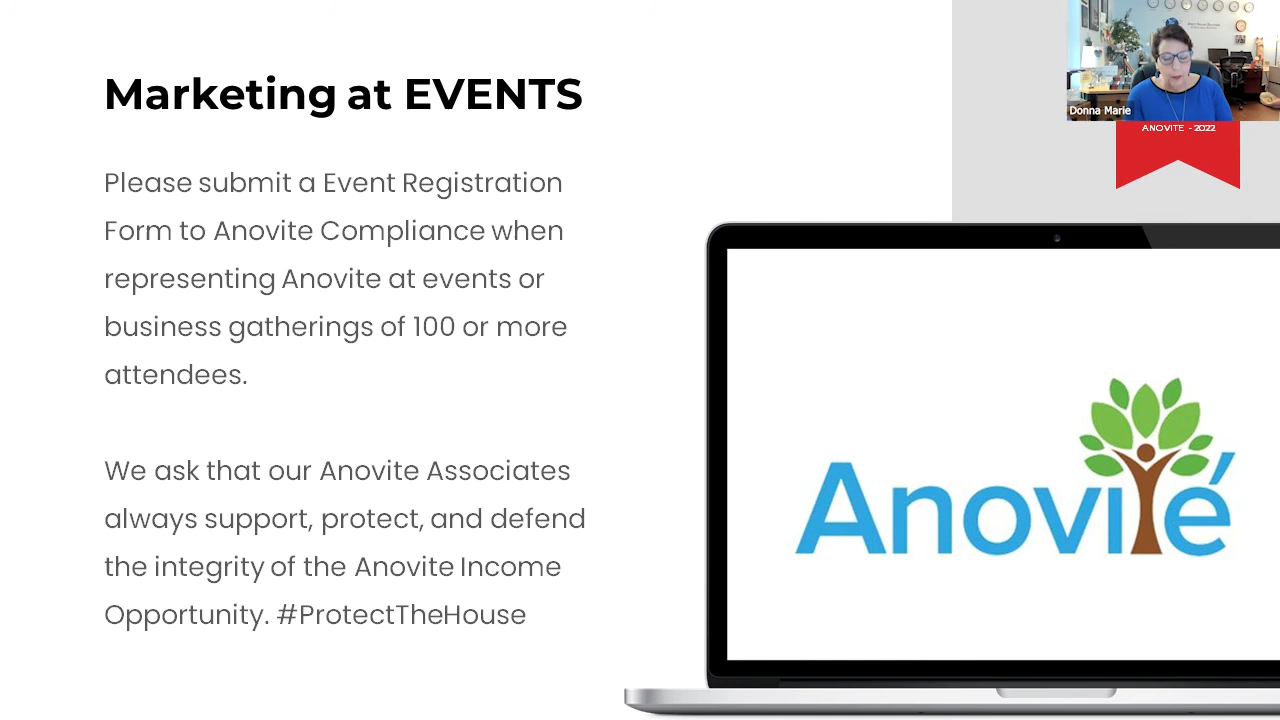 Marketing at EVENTS
Please submit a Event Registration
Form to Anovite Compliance when
representing Anovite at events or
business gatherings of 100 or more
attendees.
We ask that our Anovite Associates
always support, protect, and defend
the integrity of the Anovite Income
Opportunity. #ProtectTheHouse
Donna Marie
ANOVITE - 2022
Anovité